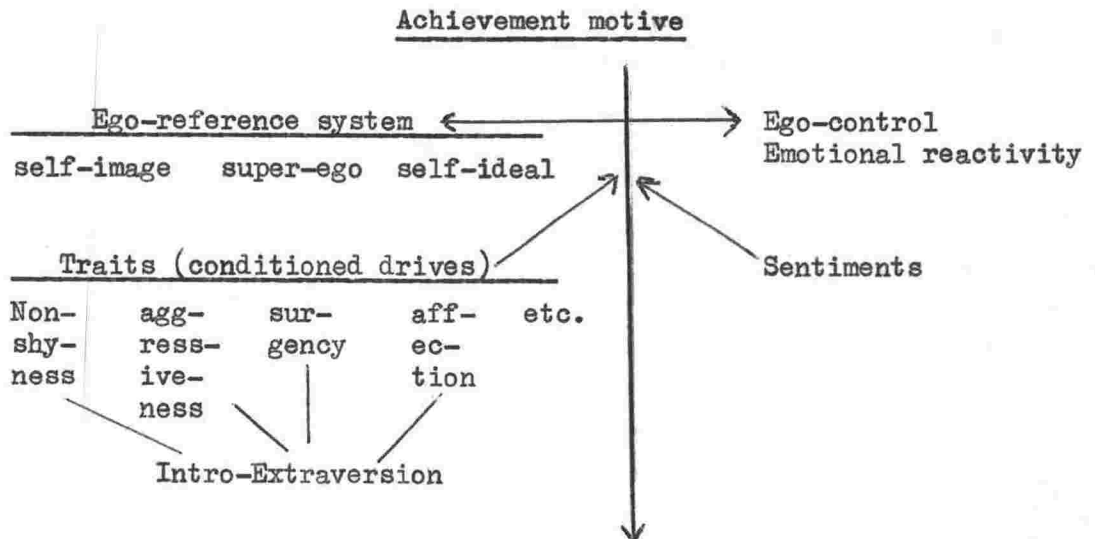 Achievement motive
Ego-reference system
Ego-control
Emotional reactivity
self-image super-ego self-ideal
Traits (conditioned drives)
Sentiments
Non- agg- sur- aff- etc.
shy- ress- gency ec-
ness ive- tion
ness
Intro-Extraversion